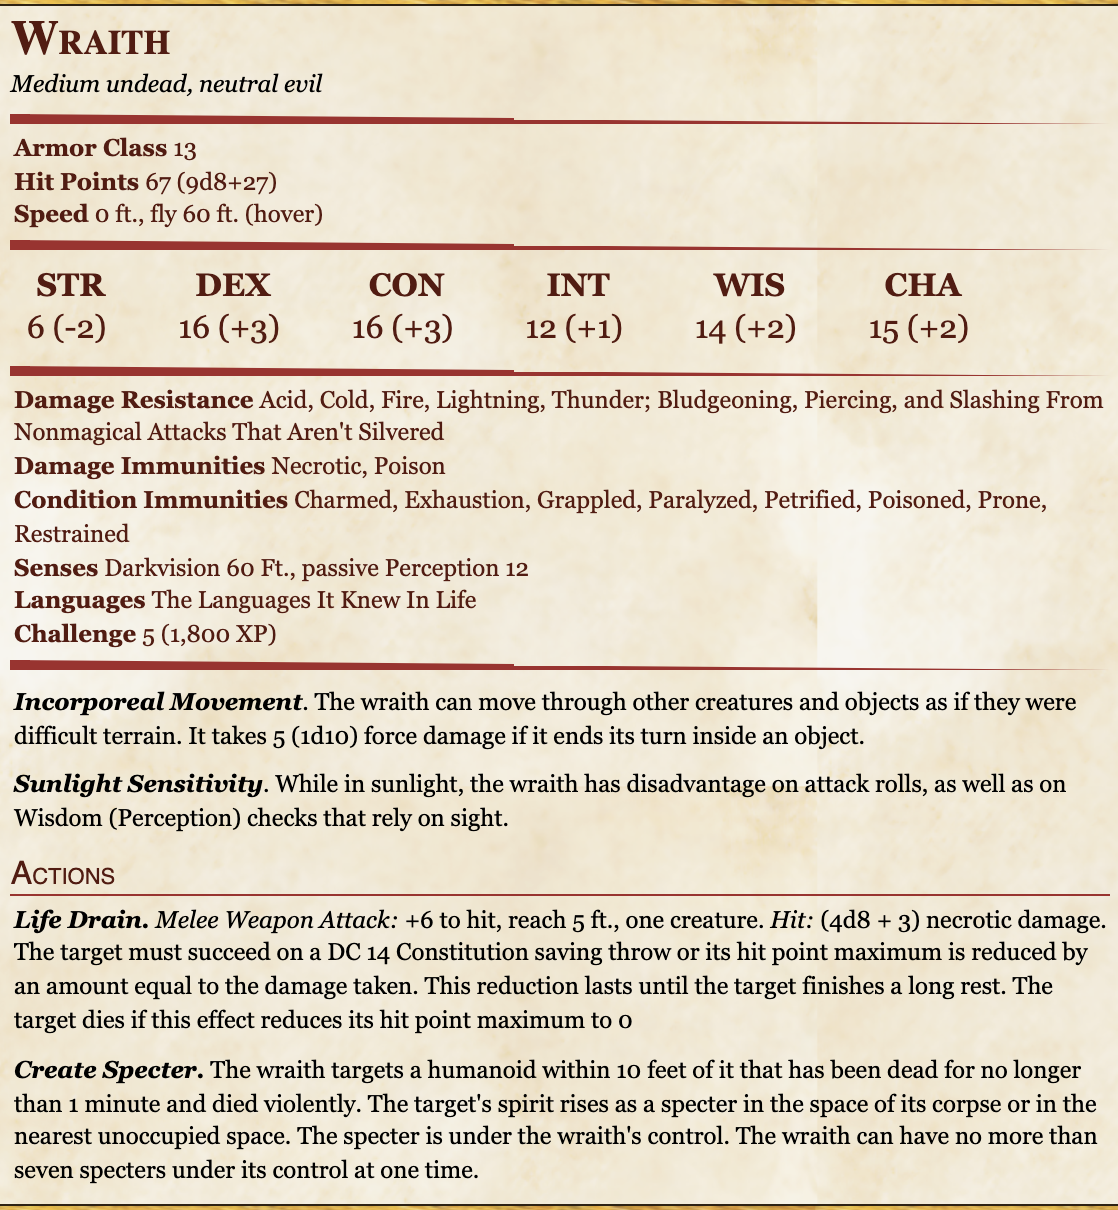 WRAITH
Medium undead, neutral evil
Armor Class 13
Hit Points 67 (9d8+27)
Speed 0 ft., fly 60 ft. (hover)
STR DEX CON INT WIS CHA
6 (-2) 16 (+3) 16 (+3) 12 (+1) 14 (+2) 15 (+2)
Damage Resistance Acid, Cold, Fire, Lightning, Thunder; Bludgeoning, Piercing, and Slashing From
Nonmagical Attacks That Aren't Silvered
Damage Immunities Necrotic, Poison
Condition Immunities Charmed, Exhaustion, Grappled, Paralyzed, Petrified, Poisoned, Prone,
Restrained
Senses Darkvision 60 Ft., passive Perception 12
Languages The Languages It Knew In Life
Challenge 5 (1,800 XP)
Incorporeal Movement. The wraith can move through other creatures and objects as if they were
difficult terrain. It takes 5 (1d10) force damage if it ends its turn inside an object.
Sunlight Sensitivity. While in sunlight, the wraith has disadvantage on attack rolls, as well as on
Wisdom (Perception) checks that rely on sight.
ACTIONS
Life Drain. Melee Weapon Attack: +6 to hit, reach 5 ft., one creature. Hit: (4d8 + 3) necrotic damage.
The target must succeed on a DC 14 Constitution saving throw or its hit point maximum is reduced by
an amount equal to the damage taken. This reduction lasts until the target finishes a long rest. The
target dies if this effect reduces its hit point maximum to 0
Create Specter. The wraith targets a humanoid within 10 feet of it that has been dead for no longer
than 1 minute and died violently. The target's spirit rises as a specter in the space of its corpse or in the
nearest unoccupied space. The specter is under the wraith's control. The wraith can have no more than
seven specters under its control at one time.